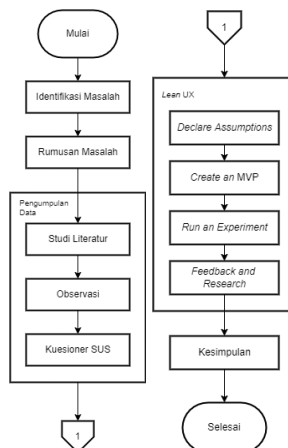 Mulai
Identifikasi Masalah
Rumusan Masalah
Pengumpulan
Data
Studi Literatur
Observasi
Kuesioner SUS
1
1
Lean UX
Declare Assumptions
Create an MVP
Run an Experiment
Feedback and
Research
Kesimpulan
Selesai